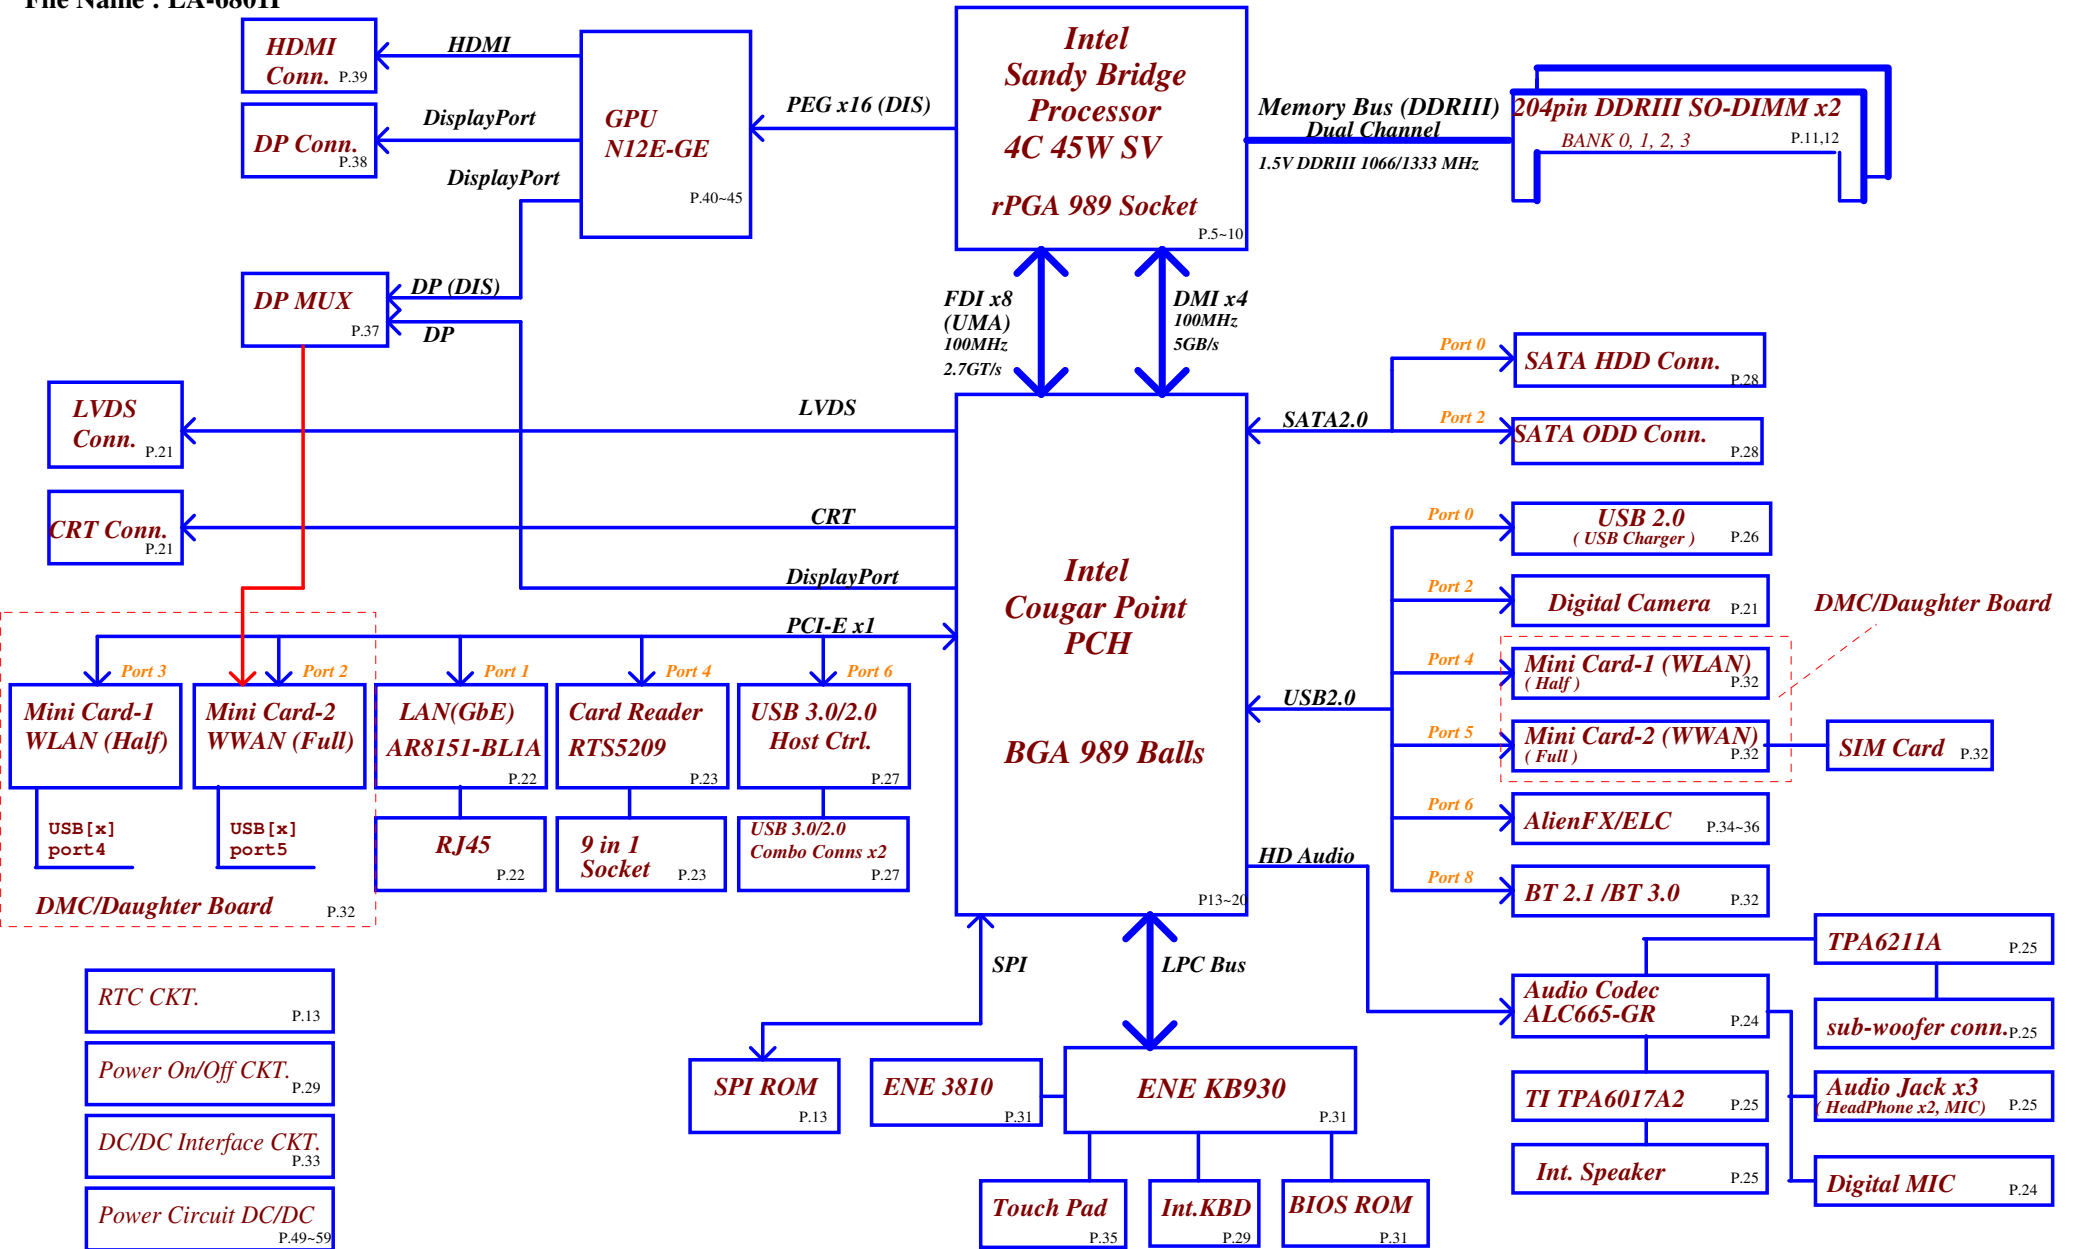 File Name : LA-6801P
HDMI
Conn. P.39
HDMI
DP Conn.
P.38
DisplayPort
DisplayPort
GPU
N12E-GE
P.40~45
PEG x16 (DIS)
Intel
Sandy Bridge
Processor
4C 45W SV
rPGA 989 Socket
P.5~10
Memory Bus (DDRIII)
Dual Channel
1.5V DDRIII 1066/1333 MHz
204pin DDRIII SO-DIMM x2
BANK 0, 1, 2, 3
P.11,12
DP MUX
P.37
DP (DIS)
DP
FDI x8
(UMA)
100MHz
2.7GT/s
DMI x4
100MHz
5GB/s
LVDS
Conn.
P.21
LVDS
CRT Conn.
P.21
CRT
DisplayPort
PCI-E x1
Intel
Cougar Point
PCH
BGA 989 Balls
P13~20
SATA2.0
Port 0
SATA HDD Conn.
P.28
Port 2
SATA ODD Conn.
P.28
USB2.0
Port 0
USB 2.0
( USB Charger )
P.26
Port 2
Digital Camera
P.21
DMC/Daughter Board
Port 4
Mini Card-1 (WLAN)
( Half )
P.32
Port 5
Mini Card-2 (WWAN)
( Full )
P.32
SIM Card
P.32
Port 6
AlienFX/ELC
P.34~36
Port 8
BT 2.1 /BT 3.0
P.32
Port 3
Mini Card-1
WLAN (Half)
Port 2
Mini Card-2
WWAN (Full)
Port 1
LAN(GbE)
AR8151-BL1A
P.22
Port 4
Card Reader
RTS5209
P.23
Port 6
USB 3.0/2.0
Host Ctrl.
P.27
USB[x]
port4
USB[x]
port5
RJ45
P.22
9 in 1
Socket
P.23
USB 3.0/2.0
Combo Conns x2
P.27
DMC/Daughter Board
P.32
HD Audio
SPI
LPC Bus
RTC CKT.
P.13
Power On/Off CKT.
P.29
DC/DC Interface CKT.
P.33
Power Circuit DC/DC
P.49~59
SPI ROM
P.13
ENE 3810
P.31
ENE KB930
P.31
Touch Pad
P.35
Int.KBD
P.29
BIOS ROM
P.31
Audio Codec
ALC665-GR
P.24
TPA6211A
P.25
sub-woofer conn.
P.25
TI TPA6017A2
P.25
Audio Jack x3
( HeadPhone x2, MIC)
P.25
Int. Speaker
P.25
Digital MIC
P.24